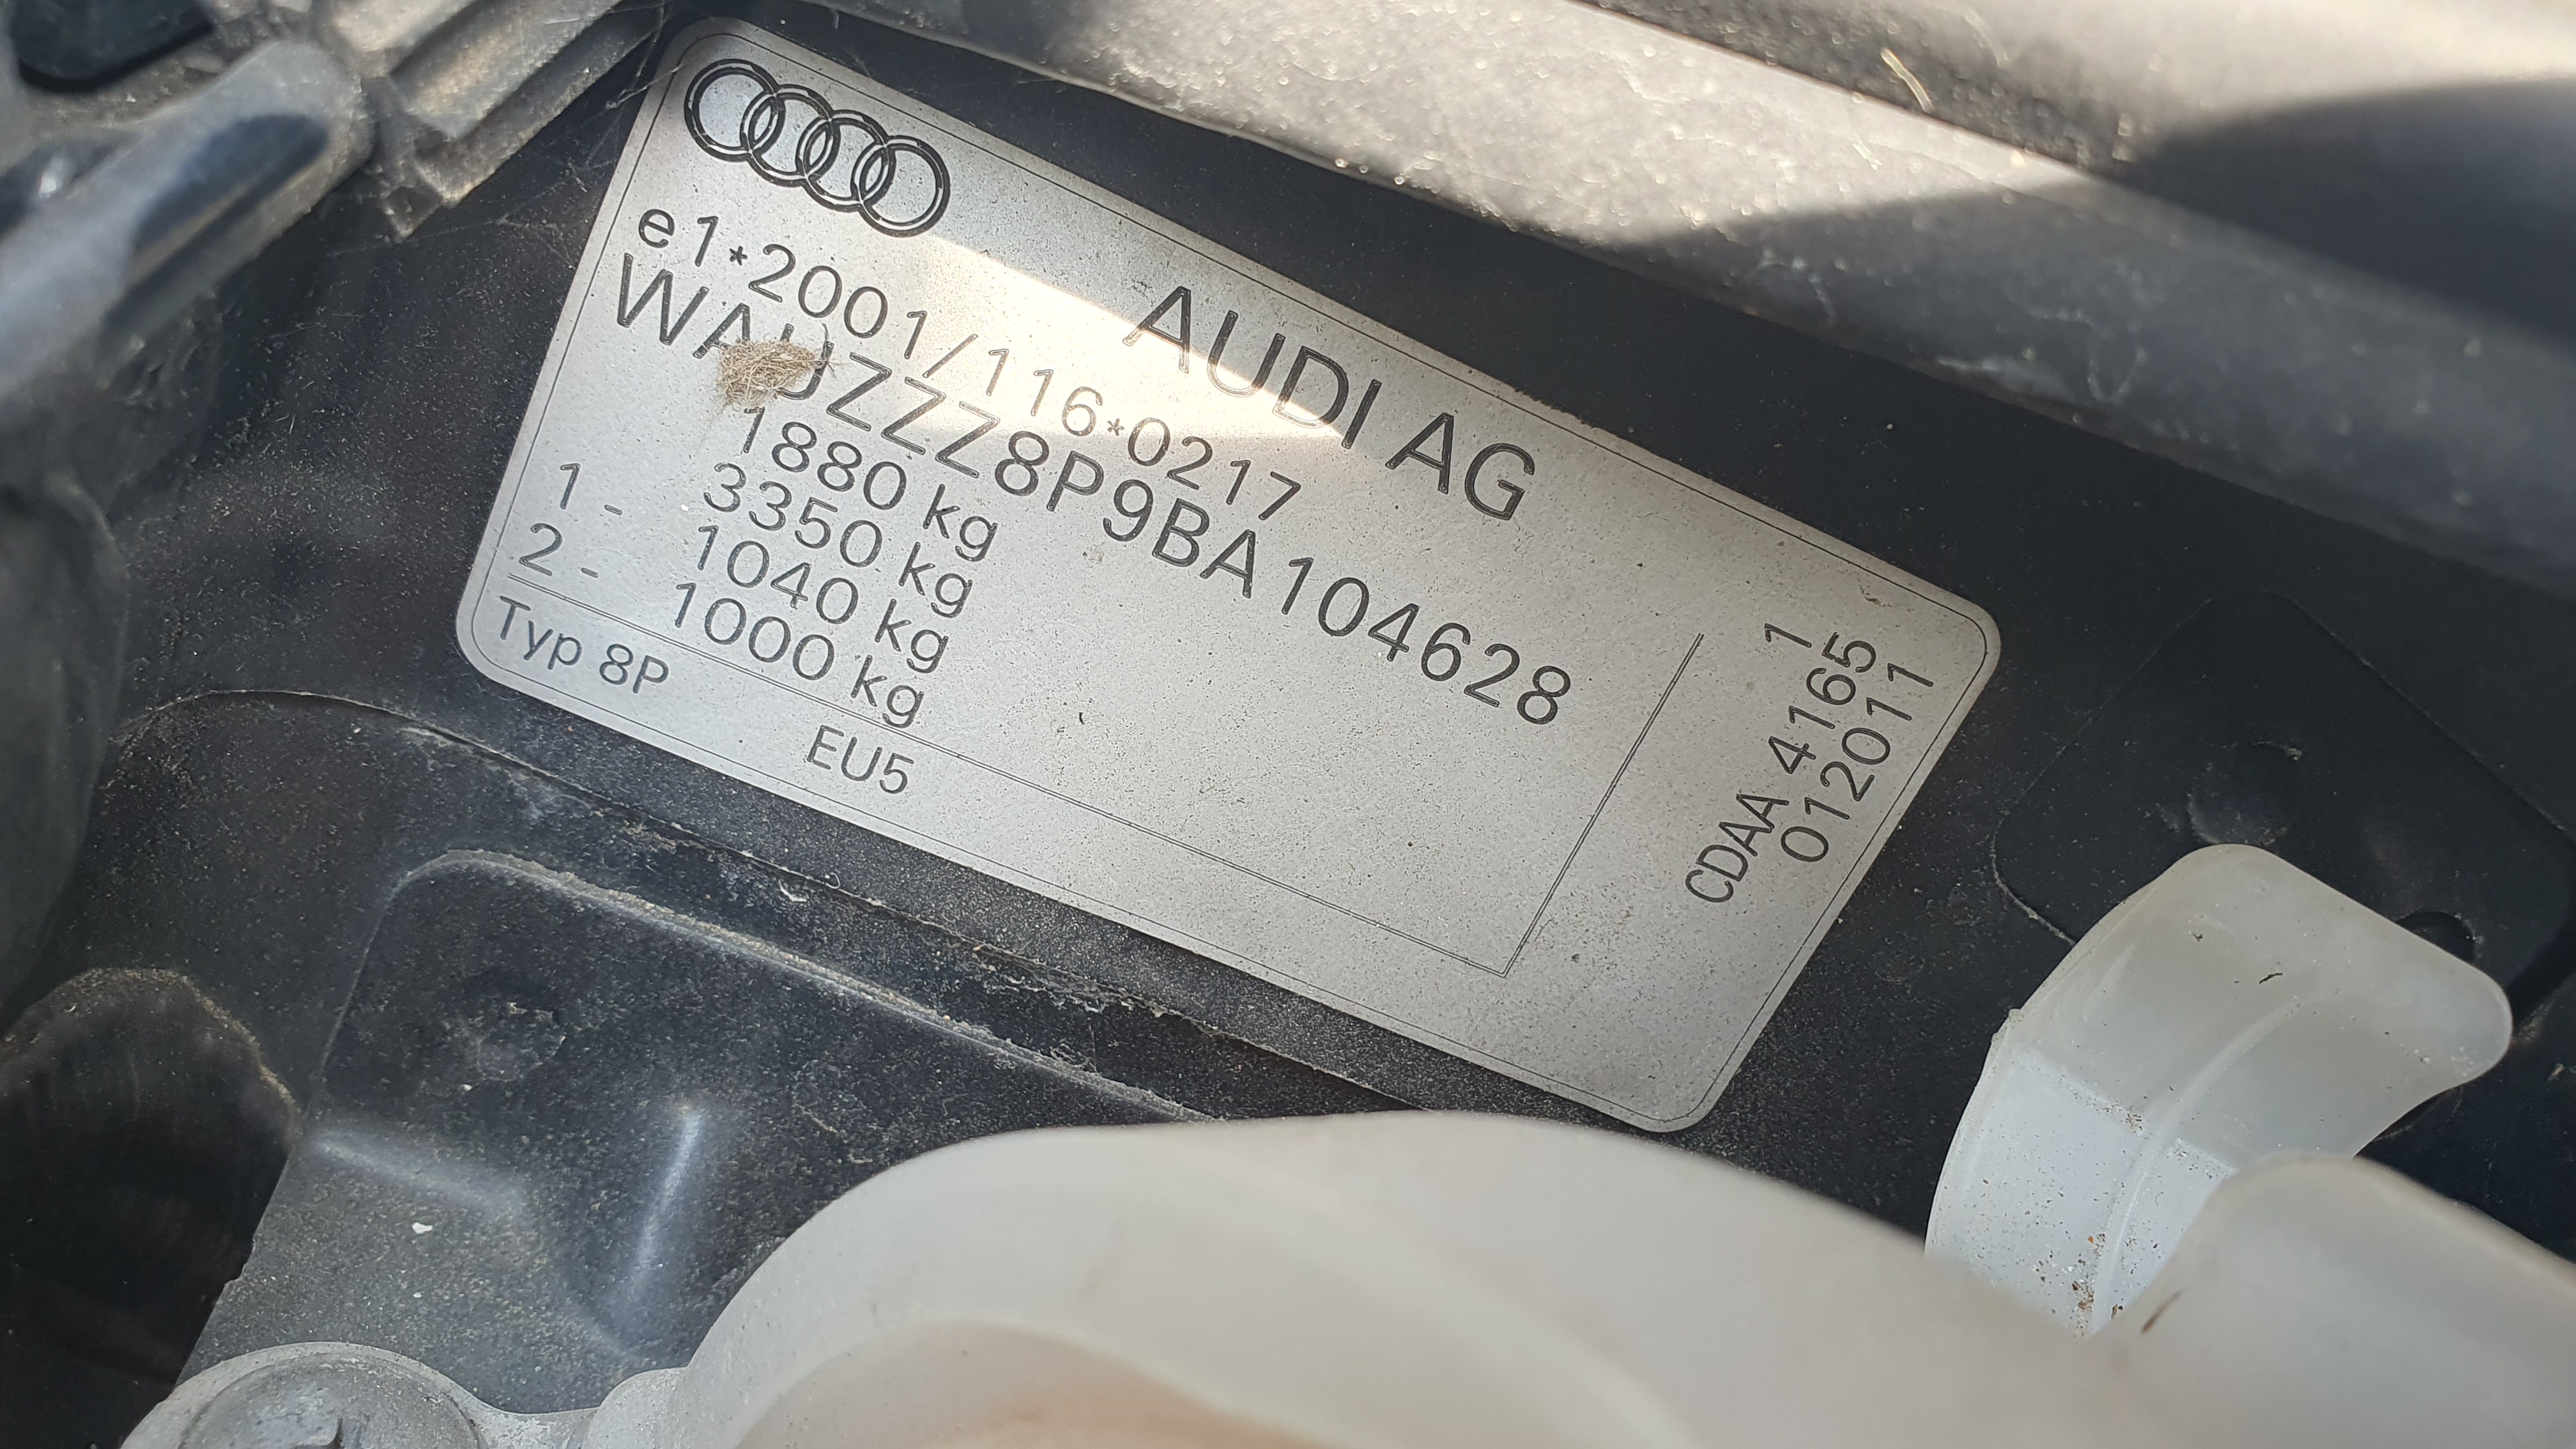 AUDI AG
e1*2001/116*0217
WAUZZZ8P9BA104628
1880 kg
3350 kg
1 - 1040 kg
2 - 1000 kg
Typ 8P
EU5
1
CDAA 4165
012011